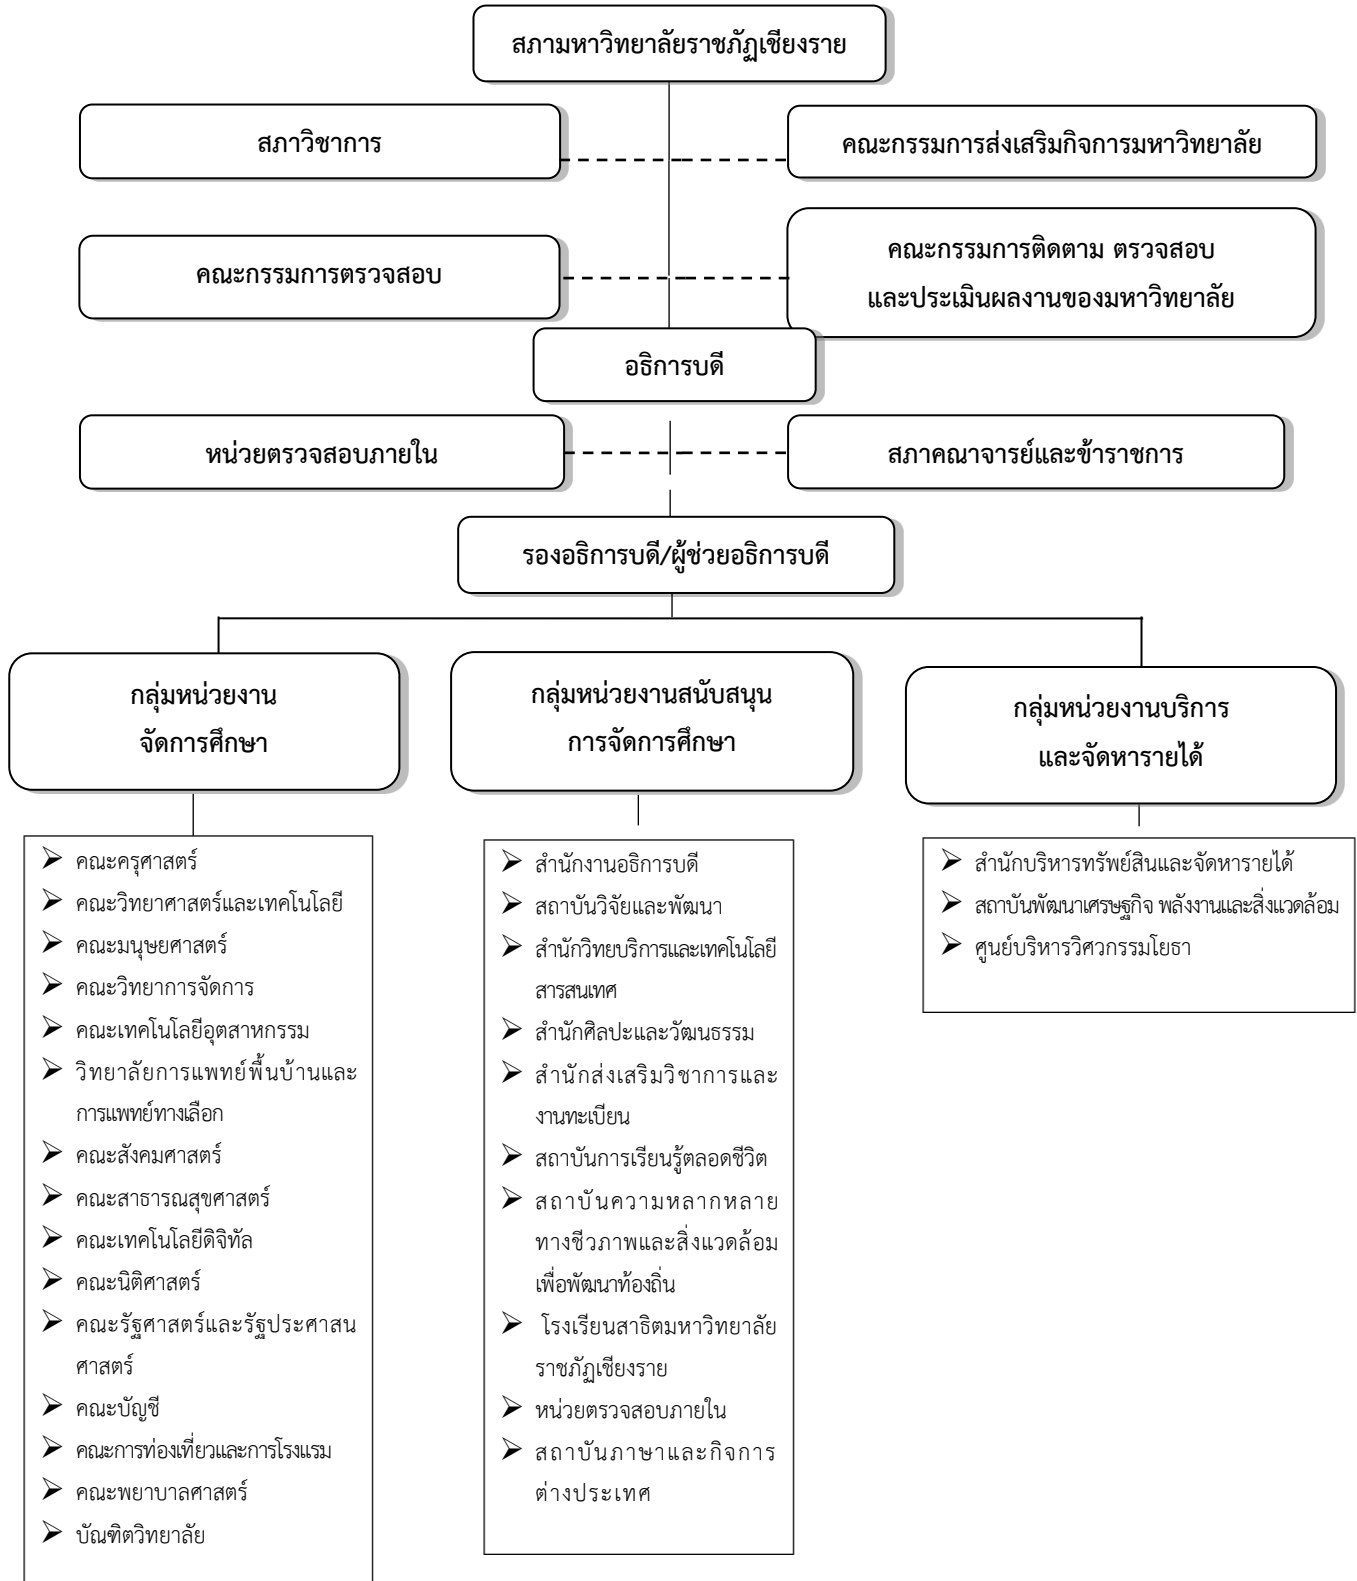 สภามหาวิทยาลัยราชภัฏเชียงราย
สภาวิชาการ
คณะกรรมการส่งเสริมกิจการมหาวิทยาลัย
คณะกรรมการตรวจสอบ
คณะกรรมการติดตาม ตรวจสอบ
และประเมินผลงานของมหาวิทยาลัย
อธิการบดี
หน่วยตรวจสอบภายใน
สภาคณาจารย์และข้าราชการ
รองอธิการบดี/ผู้ช่วยอธิการบดี
กลุ่มหน่วยงาน
จัดการศึกษา
กลุ่มหน่วยงานสนับสนุน
การจัดการศึกษา
กลุ่มหน่วยงานบริการ
และจัดหารายได้
คณะครุศาสตร์
คณะวิทยาศาสตร์และเทคโนโลยี
คณะมนุษยศาสตร์
คณะวิทยาการจัดการ
คณะเทคโนโลยีอุตสาหกรรม
วิทยาลัยการแพทย์พื้นบ้านและ
การแพทย์ทางเลือก
คณะสังคมศาสตร์
คณะสาธารณสุขศาสตร์
คณะเทคโนโลยีดิจิทัล
คณะนิติศาสตร์
คณะรัฐศาสตร์และรัฐประศาสน
ศาสตร์
คณะบัญชี
คณะการท่องเที่ยวและการโรงแรม
คณะพยาบาลศาสตร์
บัณฑิตวิทยาลัย
สำนักงานอธิการบดี
สถาบันวิจัยและพัฒนา
สำนักวิทยบริการและเทคโนโลยี
สารสนเทศ
สำนักศิลปะและวัฒนธรรม
สำนักส่งเสริมวิชาการและ
งานทะเบียน
สถาบันการเรียนรู้ตลอดชีวิต
สถาบันความหลากหลาย
ทางชีวภาพและสิ่งแวดล้อม
เพื่อพัฒนาท้องถิ่น
โรงเรียนสาธิตมหาวิทยาลัย
ราชภัฏเชียงราย
หน่วยตรวจสอบภายใน
สถาบันภาษาและกิจการ
ต่างประเทศ
สำนักบริหารทรัพย์สินและจัดหารายได้
สถาบันพัฒนาเศรษฐกิจ พลังงานและสิ่งแวดล้อม
ศูนย์บริหารวิศวกรรมโยธา